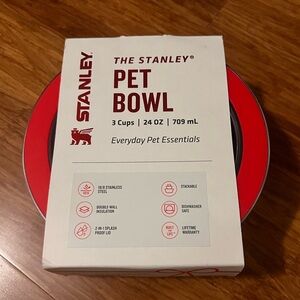 STANLEY
THE STANLEY®
PET
BOWL
3 Cups | 24 OZ | 709 mL
Everyday Pet Essentials
18/8 STAINLESS
STEEL
STACKABLE
DOUBLE WALL
INSULATION
DISHWASHER
SAFE
2-IN-1 SPLASH
PROOF LID
LIFETIME
WARRANTY